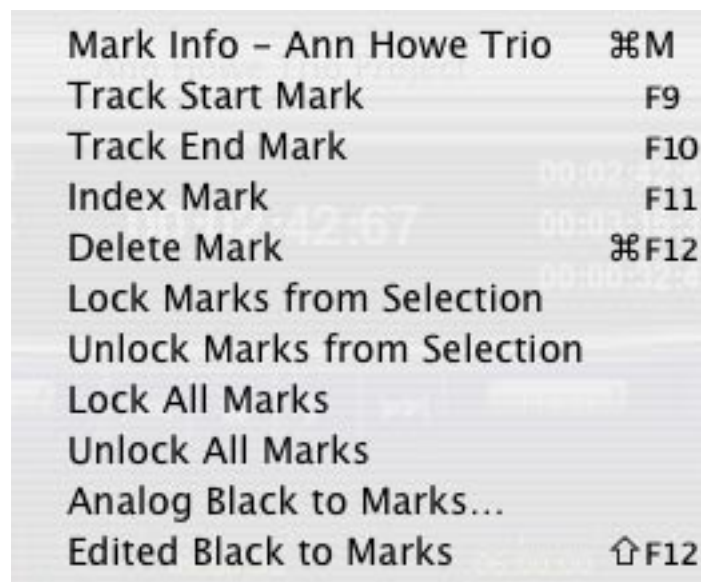 Mark Info – Ann Howe Trio ⌘M
Track Start Mark F9
Track End Mark F10
Index Mark F11
Delete Mark ⌘F12
Lock Marks from Selection
Unlock Marks from Selection
Lock All Marks
Unlock All Marks
Analog Black to Marks...
Edited Black to Marks ⇧F12